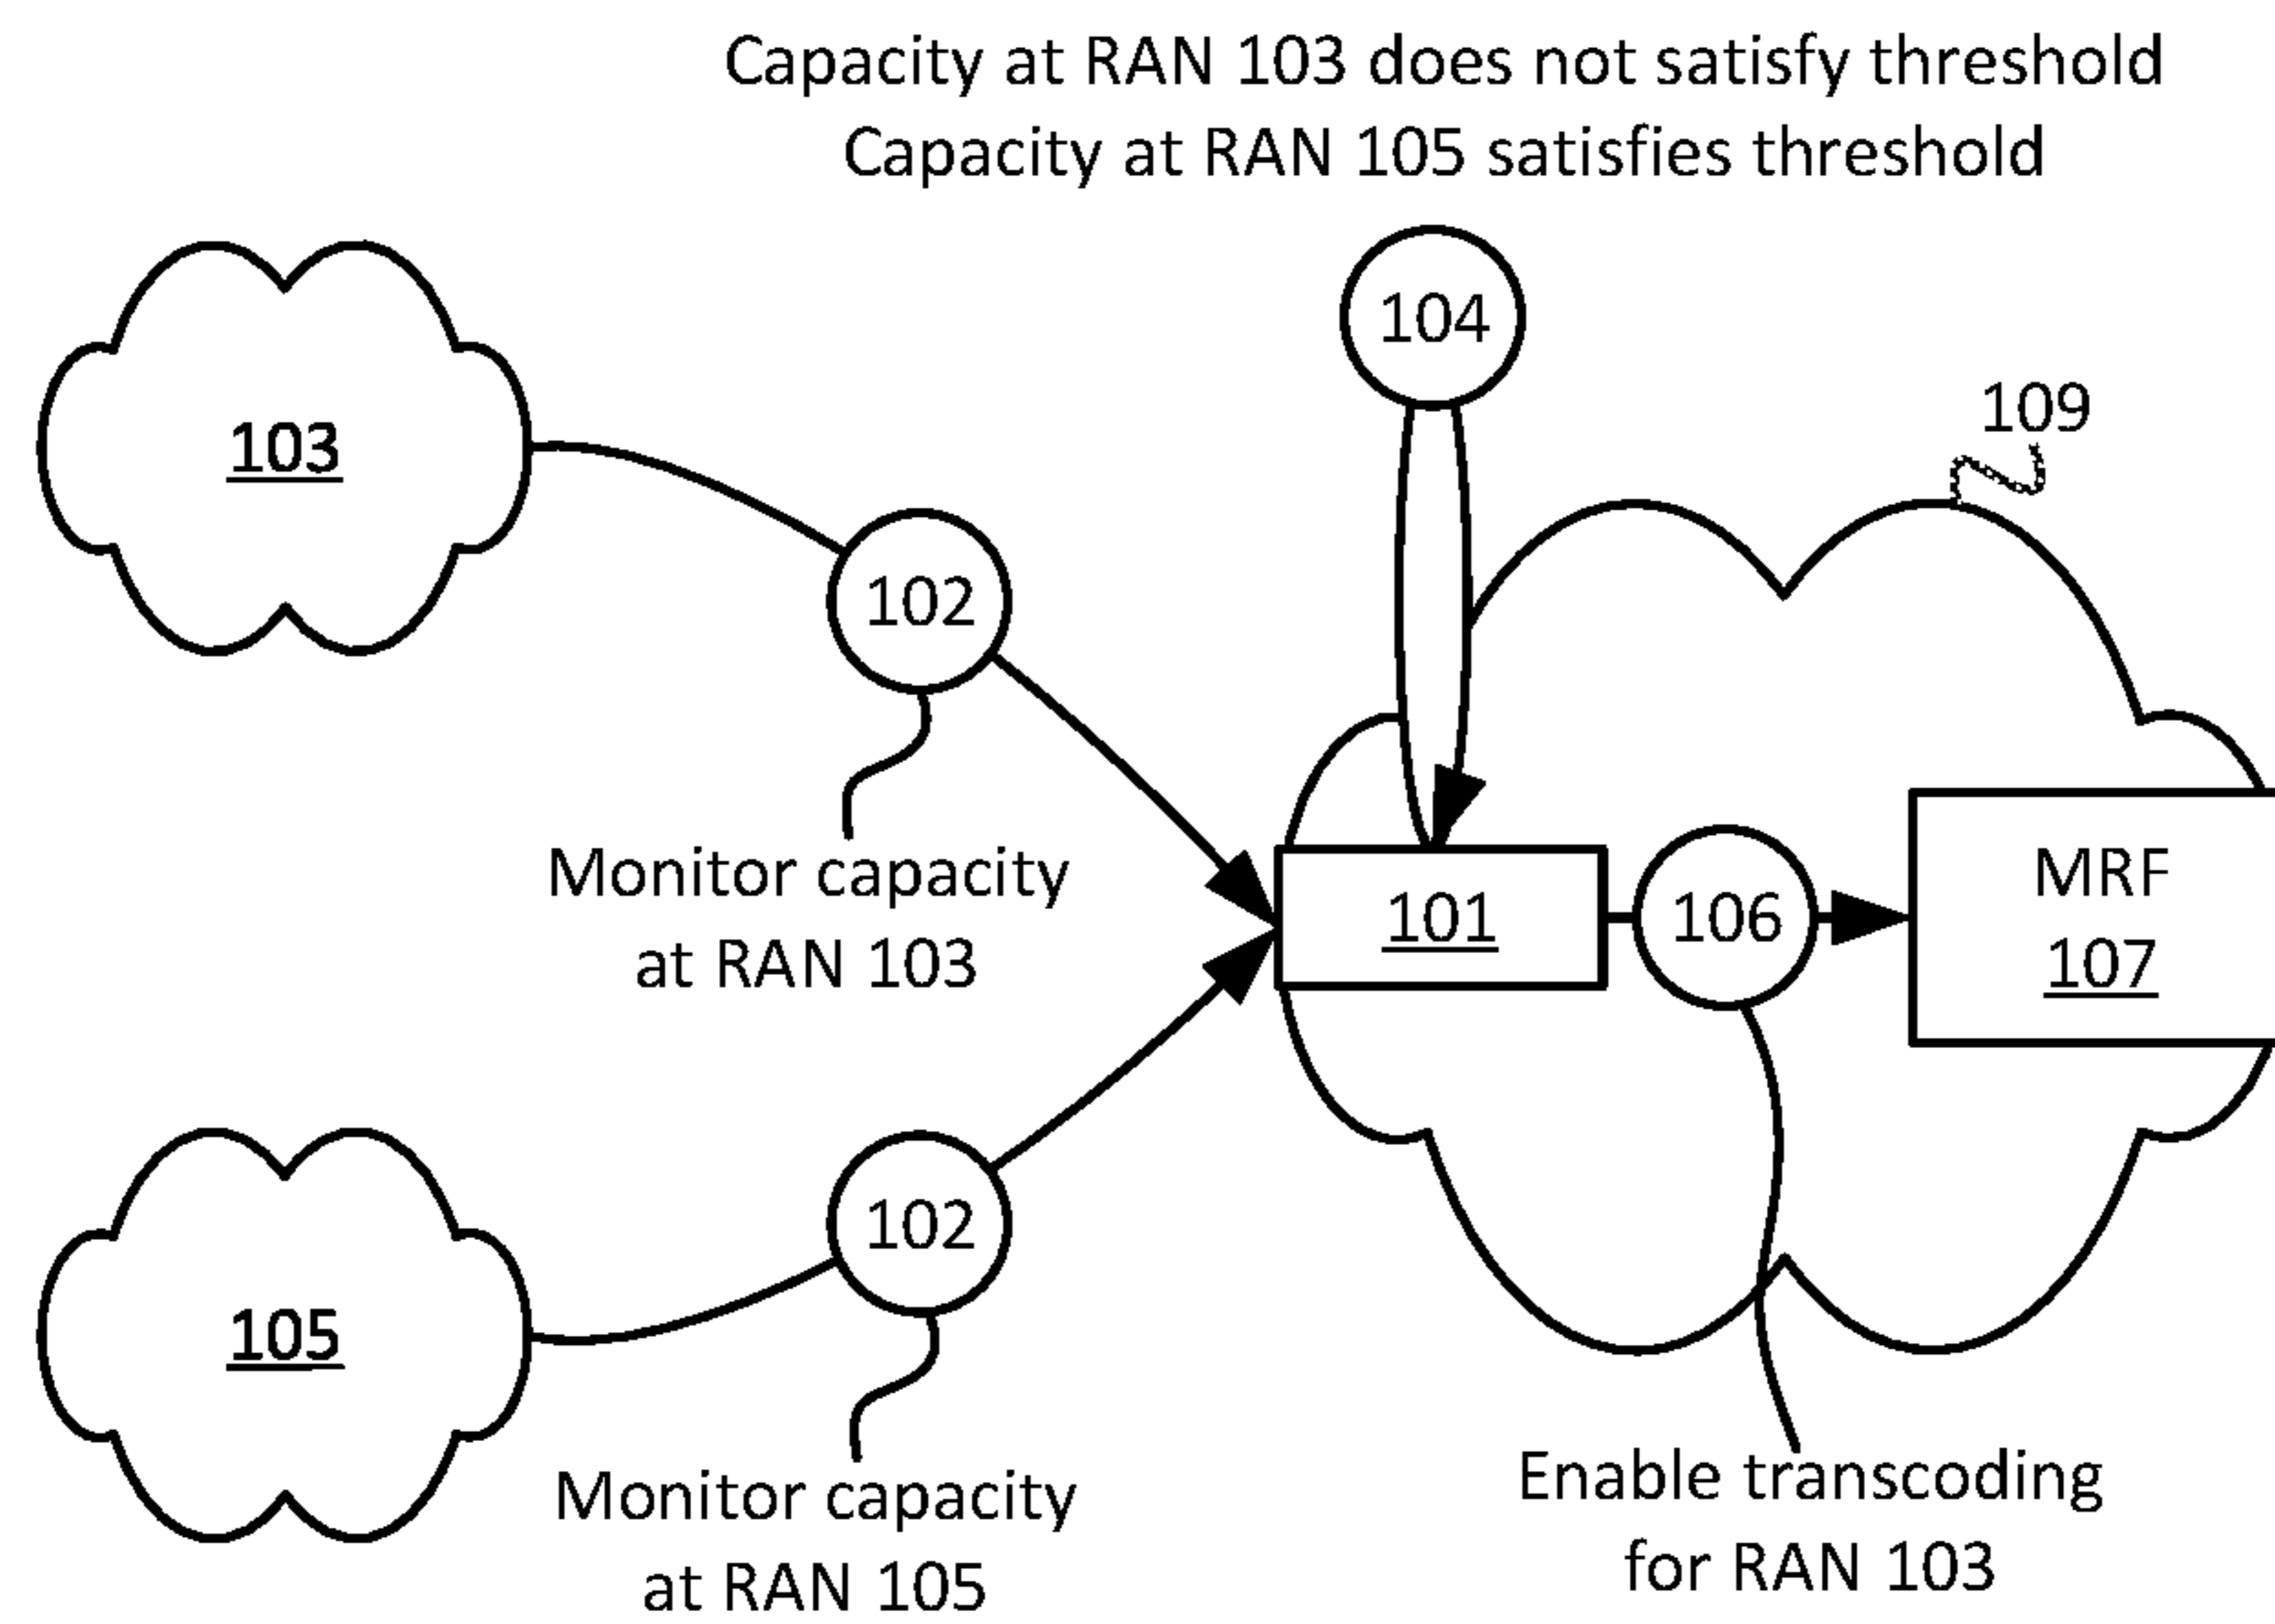 Capacity at RAN 103 does not satisfy threshold
Capacity at RAN 105 satisfies threshold
104
109
103
102
Monitor capacity
at RAN 103
101
106
MRF
107
102
105
Monitor capacity
at RAN 105
Enable transcoding
for RAN 103